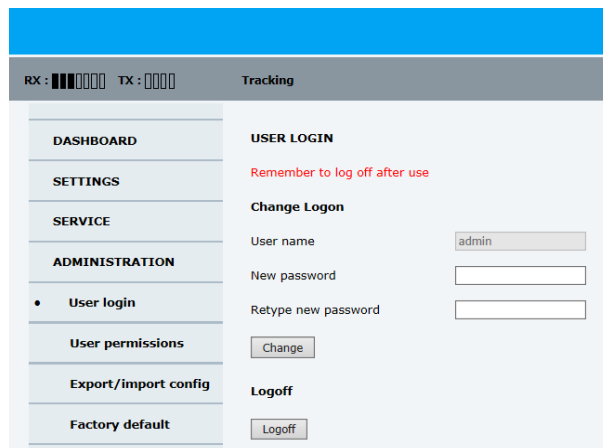 RX : TX : Tracking
DASHBOARD
SETTINGS
SERVICE
ADMINISTRATION
• User login
User permissions
Export/import config
Factory default
USER LOGIN
Remember to log off after use
Change Logon
User name admin
New password
Retype new password
Change
Logoff
Logoff